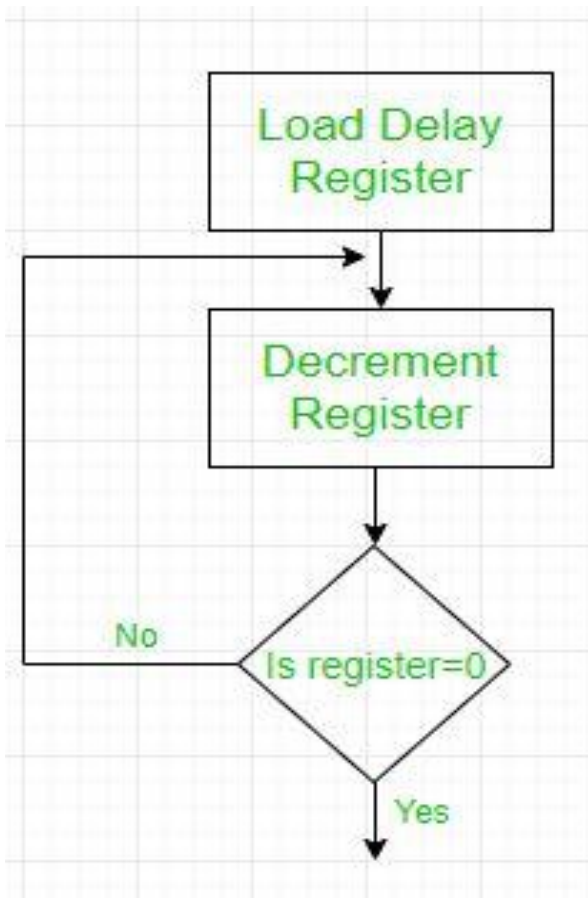 Load Delay
Register
Decrement
Register
No
Is register=0
Yes